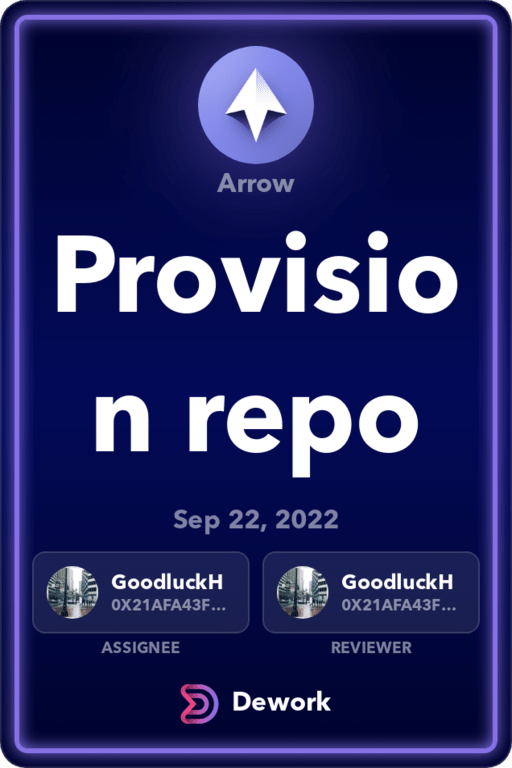 Arrow
Provisio
n repo
Sep 22, 2022
GoodluckH GoodluckH
0X21AFA43F... 0X21AFA43F...
ASSIGNEE REVIEWER
Dework